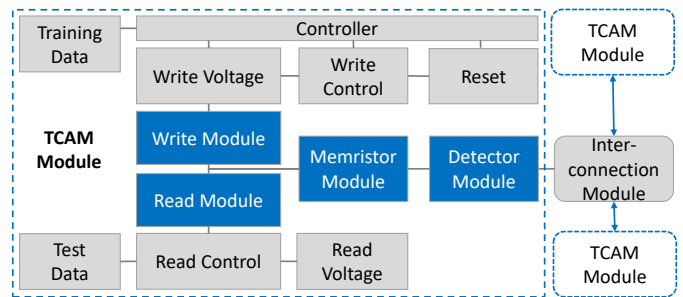 Training
Data
Controller
TCAM
Module
Write Voltage
Write
Control
Reset
TCAM
Module
Write Module
Memristor
Module
Detector
Module
Inter-
connection
Module
Read Module
Test
Data
Read Control
Read
Voltage
TCAM
Module